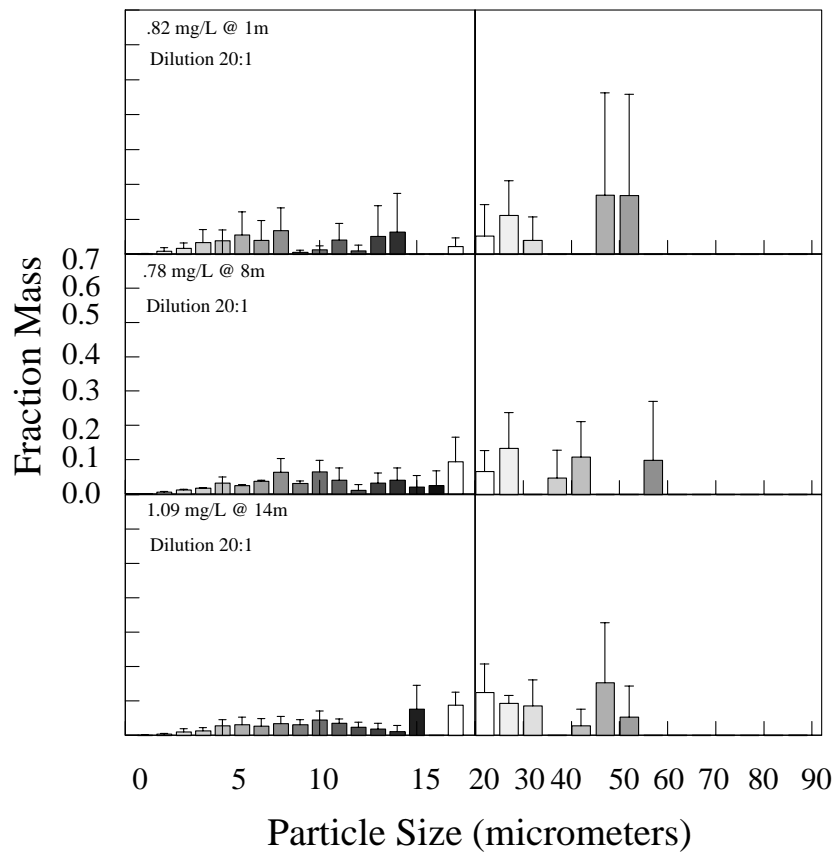 .82 mg/L @ 1m
Dilution 20:1
.78 mg/L @ 8m
Dilution 20:1
1.09 mg/L @ 14m
Dilution 20:1
Fraction Mass
0.7
0.6
0.5
0.4
0.3
0.2
0.1
0.0
0 5 10 15 20 30 40 50 60 70 80 90
Particle Size (micrometers)